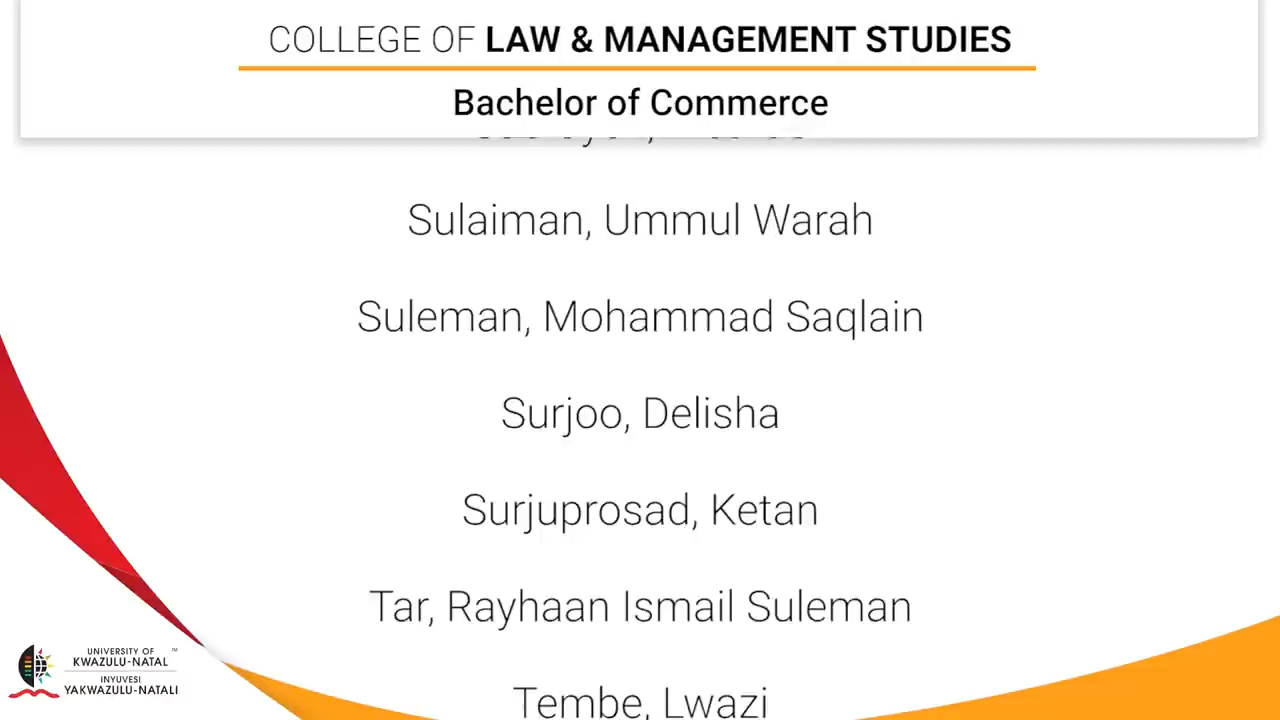 COLLEGE OF LAW & MANAGEMENT STUDIES
Bachelor of Commerce
Sulaiman, Ummul Warah
Suleman, Mohammad Saqlain
Surjoo, Delisha
Surjuprosad, Ketan
Tar, Rayhaan Ismail Suleman
Tembe, Lwazi
UNIVERSITY OF ™
KWAZULU-NATAL
INYUVESI
YAKWAZULU-NATALI